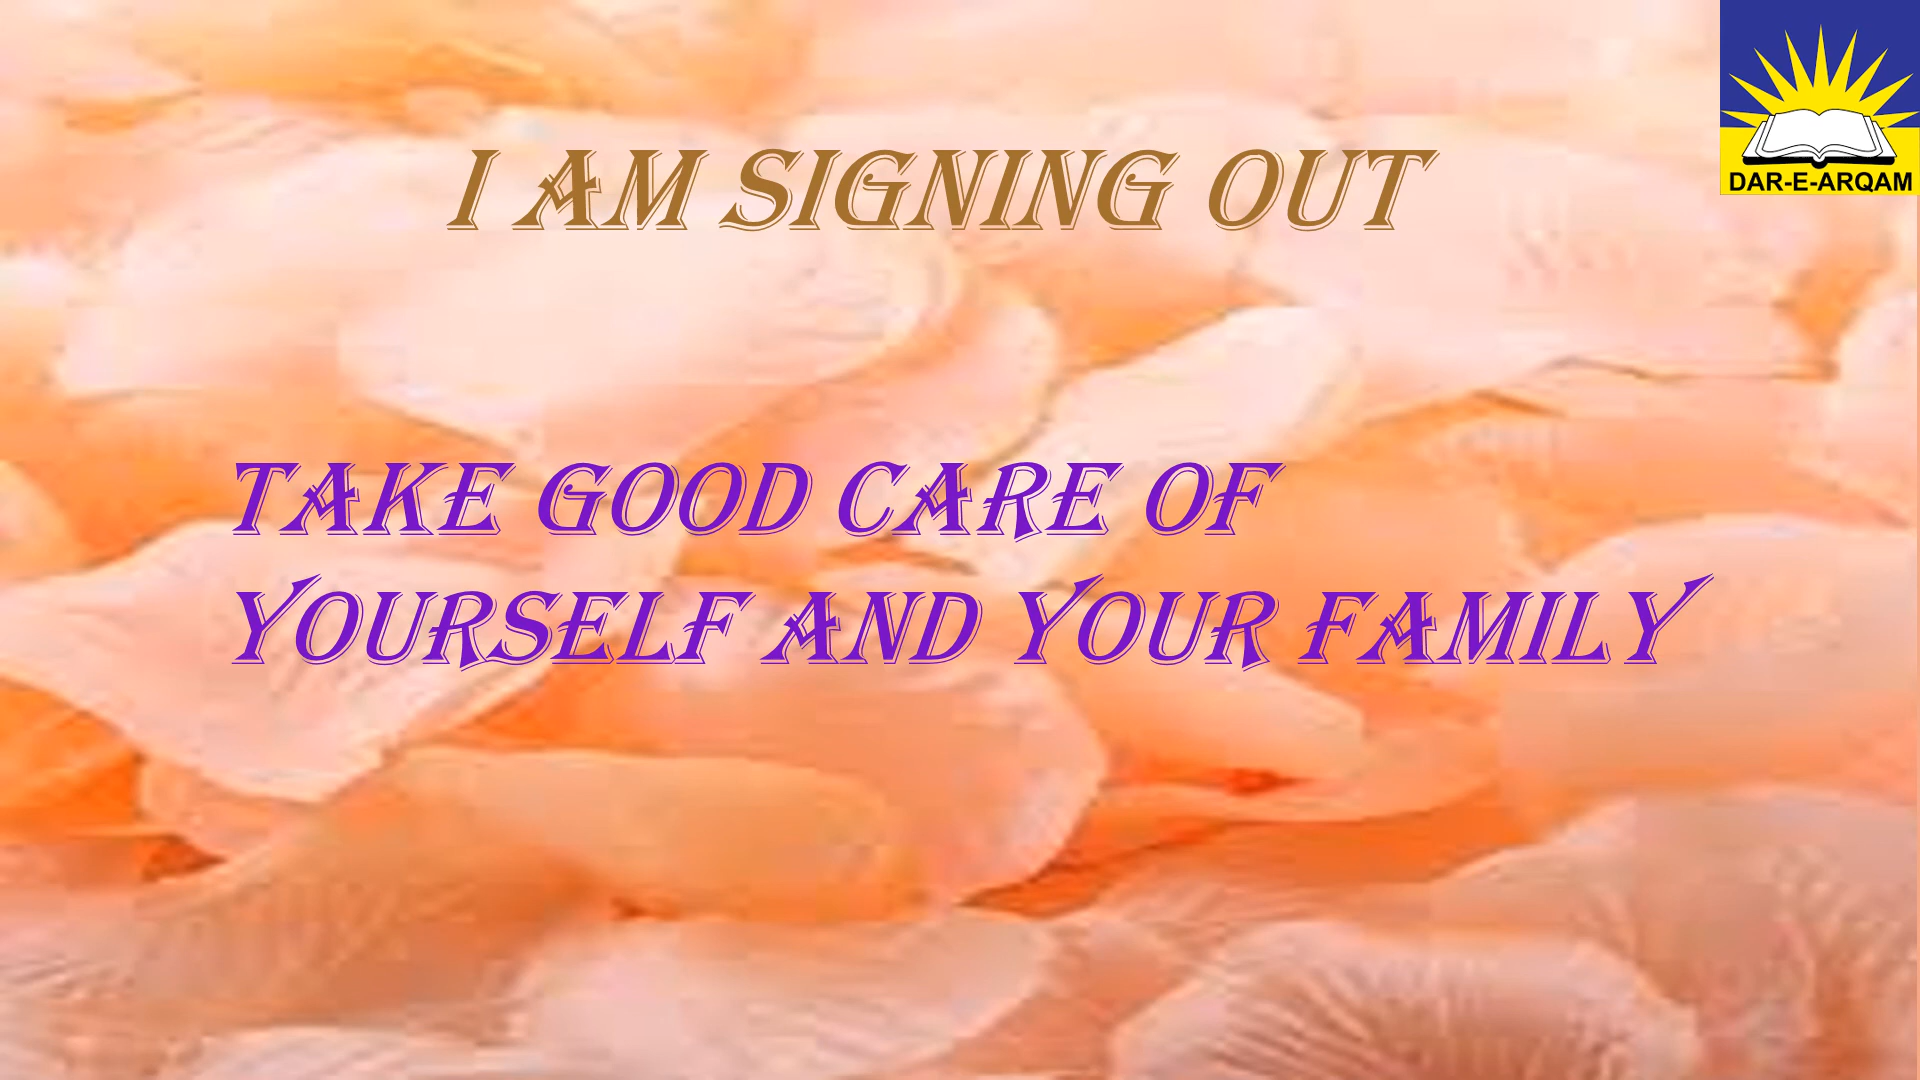 DAR-E-ARQAM
I AM SIGNING OUT
TAKE GOOD CARE OF
YOURSELF AND YOUR FAMILY